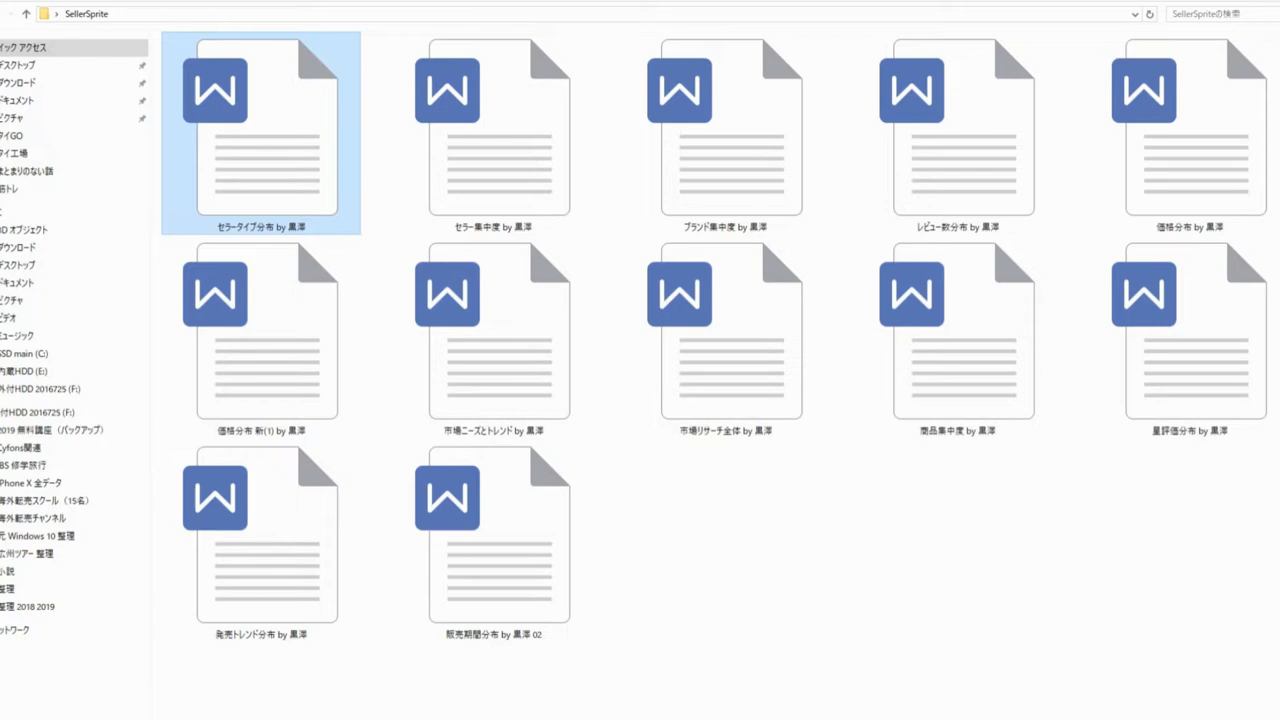 SellerSprite
SellerSpriteの検索
イック アクセス
デスクトップ
ダウンロード
ドキュメント
ピクチャ
タイGO
タイ工場
まとまりのない話
筋トレ
3D オブジェクト
ダウンロード
デスクトップ
ドキュメント
ピクチャ
ビデオ
ミュージック
SSD main (C:)
内蔵HDD (E:)
外付HDD 2016725 (F:)
付HDD 2016725 (F:)
2019 無料講座（バックアップ）
Cyfons関連
BS 修学旅行
iPhone X 全データ
海外転売スクール（15名）
海外転売チャンネル
元 Windows 10 整理
広州ツアー 整理
小説
整理
整理 2018 2019
ットワーク
セラータイプ分布 by 黒澤
セラー集中度 by 黒澤
ブランド集中度 by 黒澤
レビュー数分布 by 黒澤
価格分布 by 黒澤
価格分布 新(1) by 黒澤
市場ニーズとトレンド by 黒澤
市場リサーチ全体 by 黒澤
商品集中度 by 黒澤
星評価分布 by 黒澤
発売トレンド分布 by 黒澤
販売期間分布 by 黒澤 02